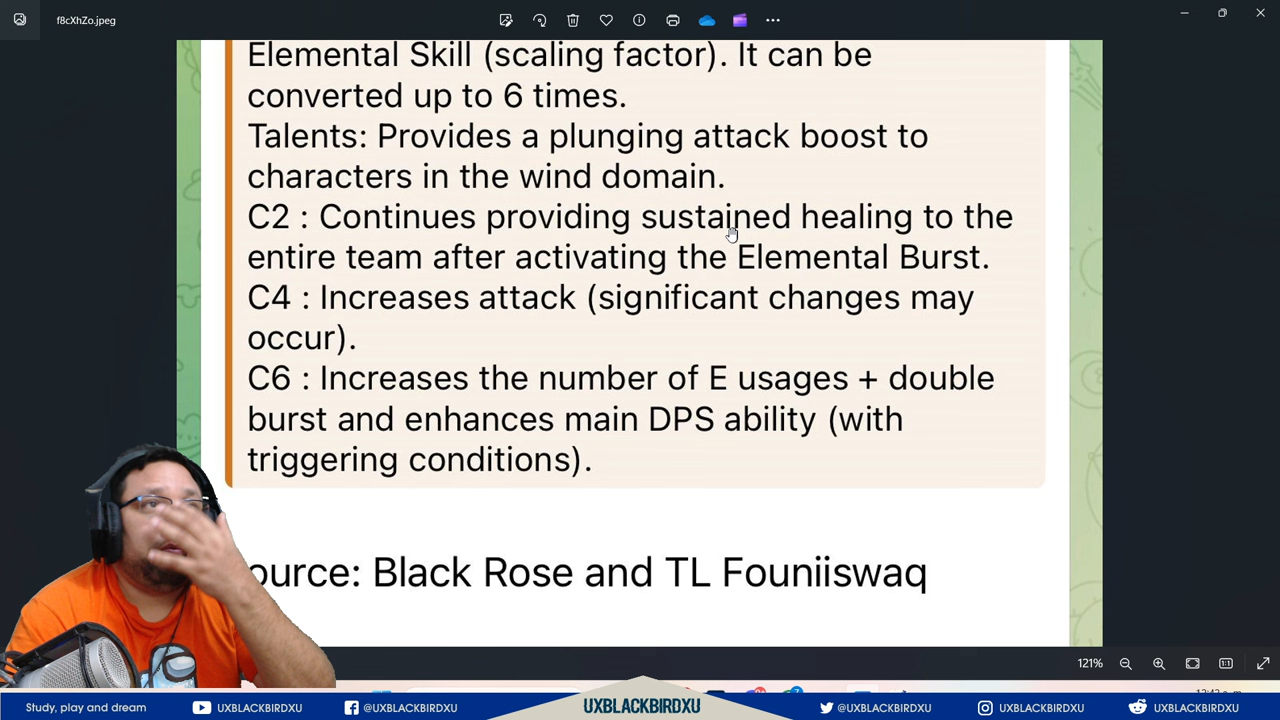 f8cXhZo.jpeg
Elemental Skill (scaling factor). It can be
converted up to 6 times.
Talents: Provides a plunging attack boost to
characters in the wind domain.
C2 : Continues providing sustained healing to the
entire team after activating the Elemental Burst.
C4 : Increases attack (significant changes may
occur).
C6 : Increases the number of E usages + double
burst and enhances main DPS ability (with
triggering conditions).
ource: Black Rose and TL Founiiswaq
121%
Study, play and dream
UXBLACKBIRDXU
@UXBLACKBIRDXU
UXBLACKBIRDXU
@UXBLACKBIRDXU
UXBLACKBIRDXU
UXBLACKBIRDXU